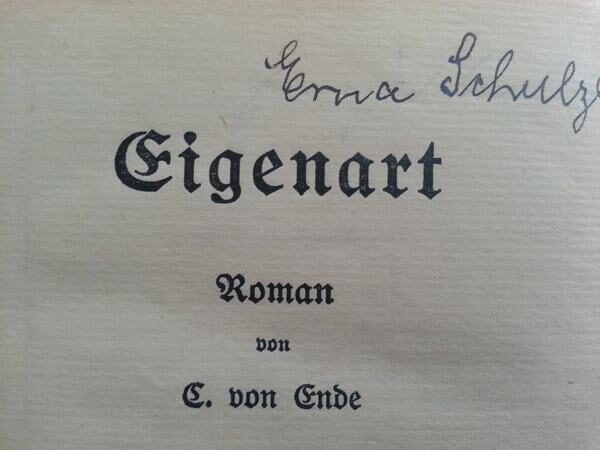 Erna Schulze
Eigenart
Roman
von
C. von Ende